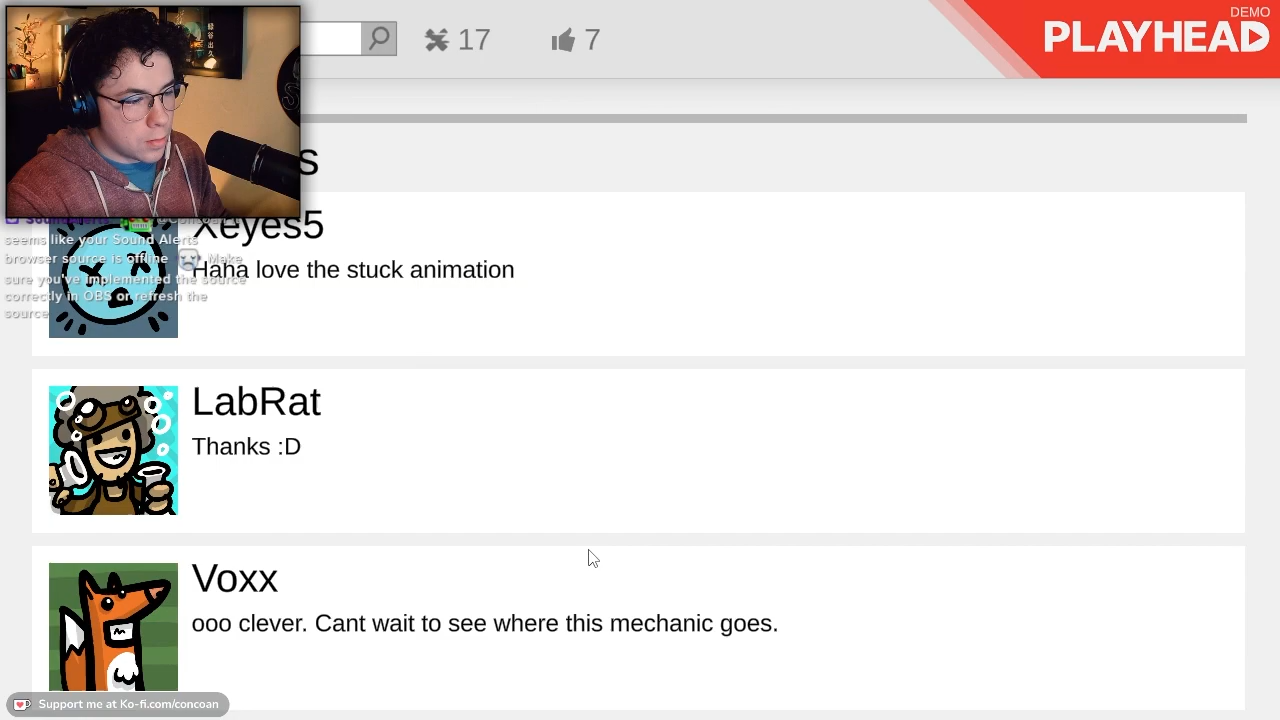 17
7
DEMO
PLAYHEAD
s
Xeyes5
Haha love the stuck animation
seems like your Sound Alerts
browser source is offline Make
sure you've implemented the source
correctly in OBS or refresh the
source
LabRat
Thanks :D
Voxx
ooo clever. Cant wait to see where this mechanic goes.
Support me at Ko-fi.com/concoan